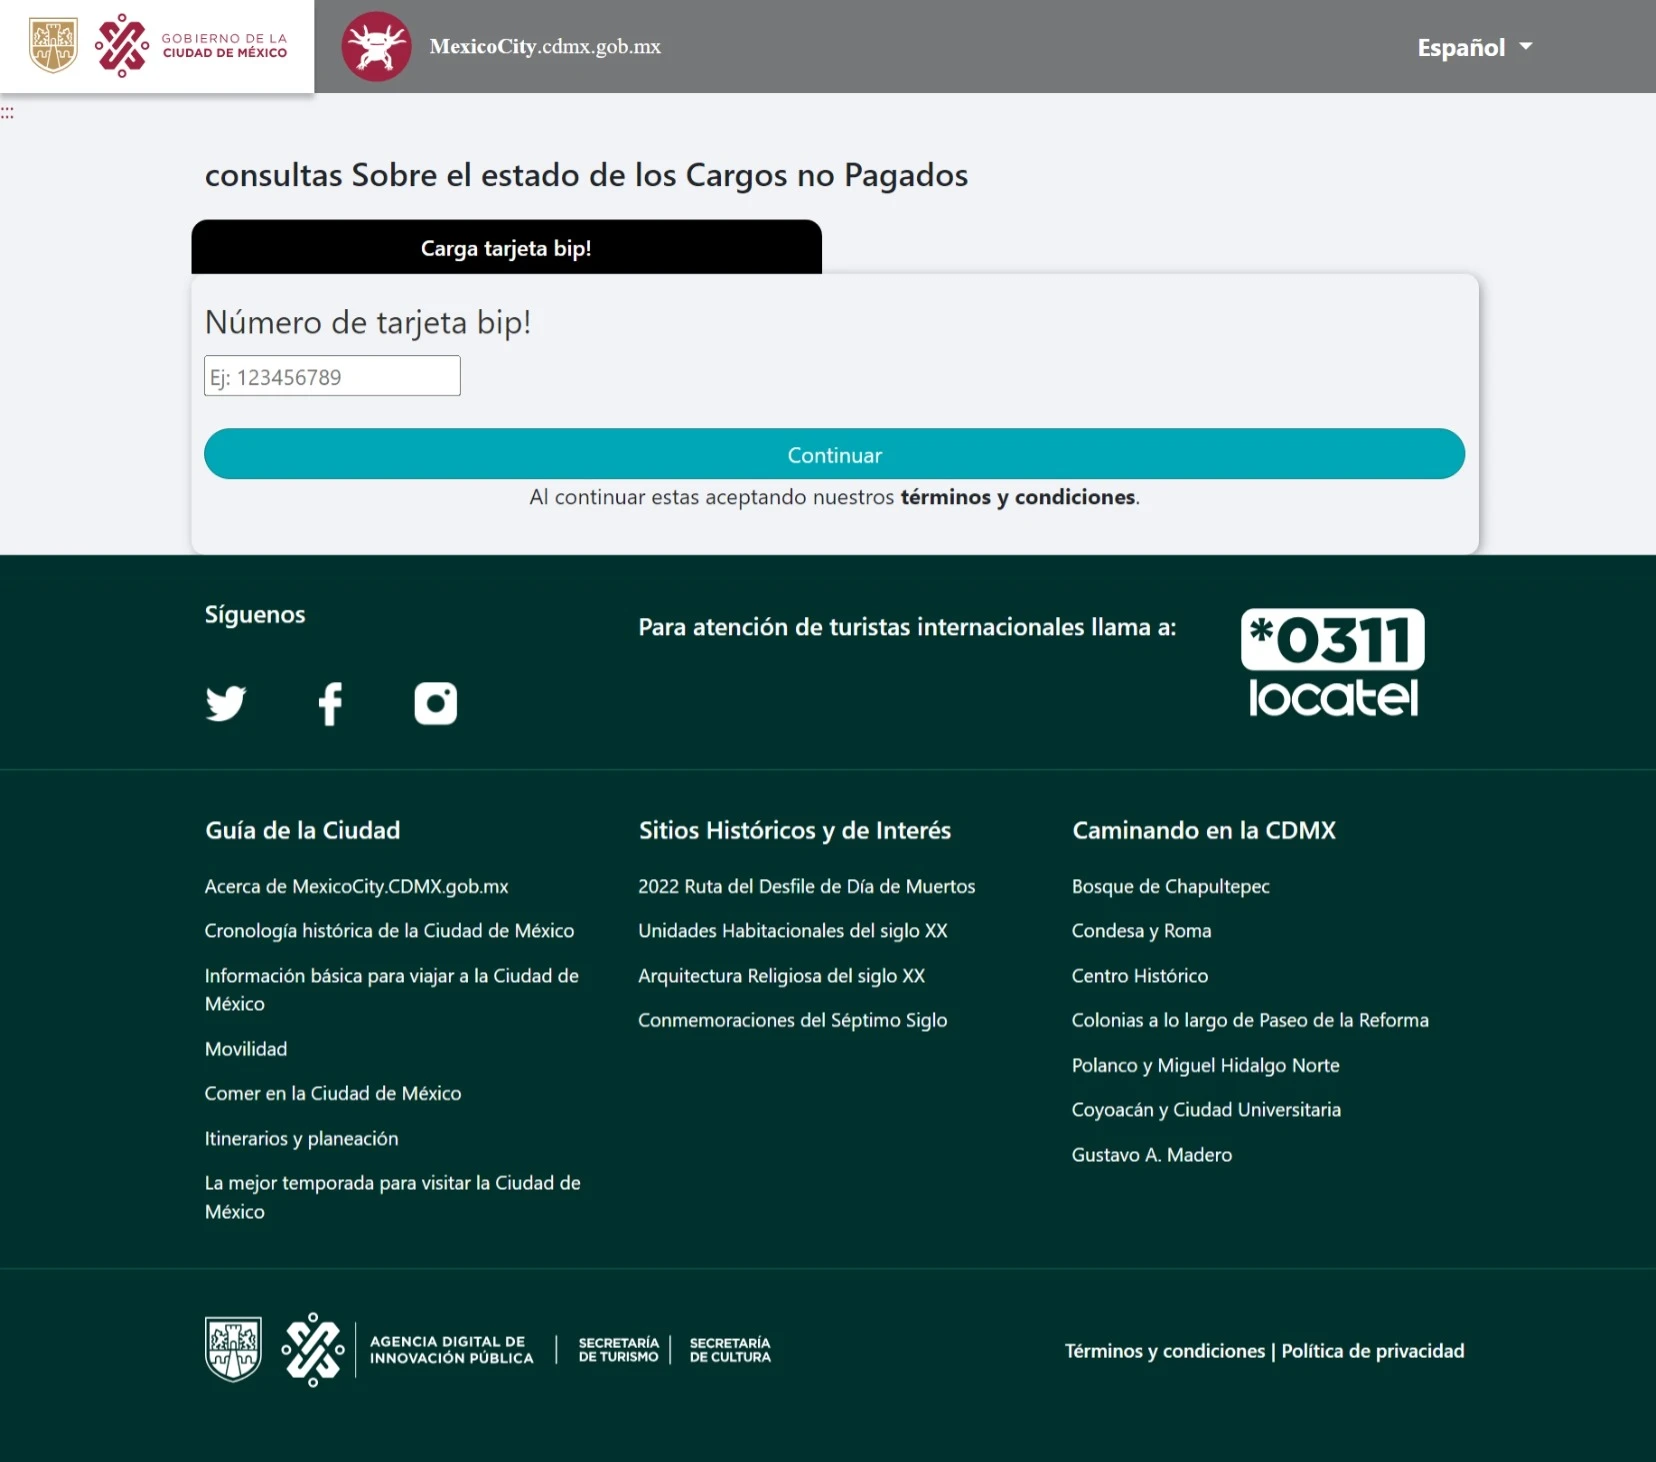 GOBIERNO DE LA
CIUDAD DE MÉXICO
MexicoCity.cdmx.gob.mx
Español
:::
consultas Sobre el estado de los Cargos no Pagados
Carga tarjeta bip!
Número de tarjeta bip!
Ej: 123456789
Continuar
Al continuar estas aceptando nuestros términos y condiciones.
Síguenos
Para atención de turistas internacionales llama a:
*0311
locatel
Guía de la Ciudad
Acerca de MexicoCity.CDMX.gob.mx
Cronología histórica de la Ciudad de México
Información básica para viajar a la Ciudad de
México
Movilidad
Comer en la Ciudad de México
Itinerarios y planeación
La mejor temporada para visitar la Ciudad de
México
Sitios Históricos y de Interés
2022 Ruta del Desfile de Día de Muertos
Unidades Habitacionales del siglo XX
Arquitectura Religiosa del siglo XX
Conmemoraciones del Séptimo Siglo
Caminando en la CDMX
Bosque de Chapultepec
Condesa y Roma
Centro Histórico
Colonias a lo largo de Paseo de la Reforma
Polanco y Miguel Hidalgo Norte
Coyoacán y Ciudad Universitaria
Gustavo A. Madero
AGENCIA DIGITAL DE
INNOVACIÓN PÚBLICA
SECRETARÍA
DE TURISMO
SECRETARÍA
DE CULTURA
Términos y condiciones | Política de privacidad